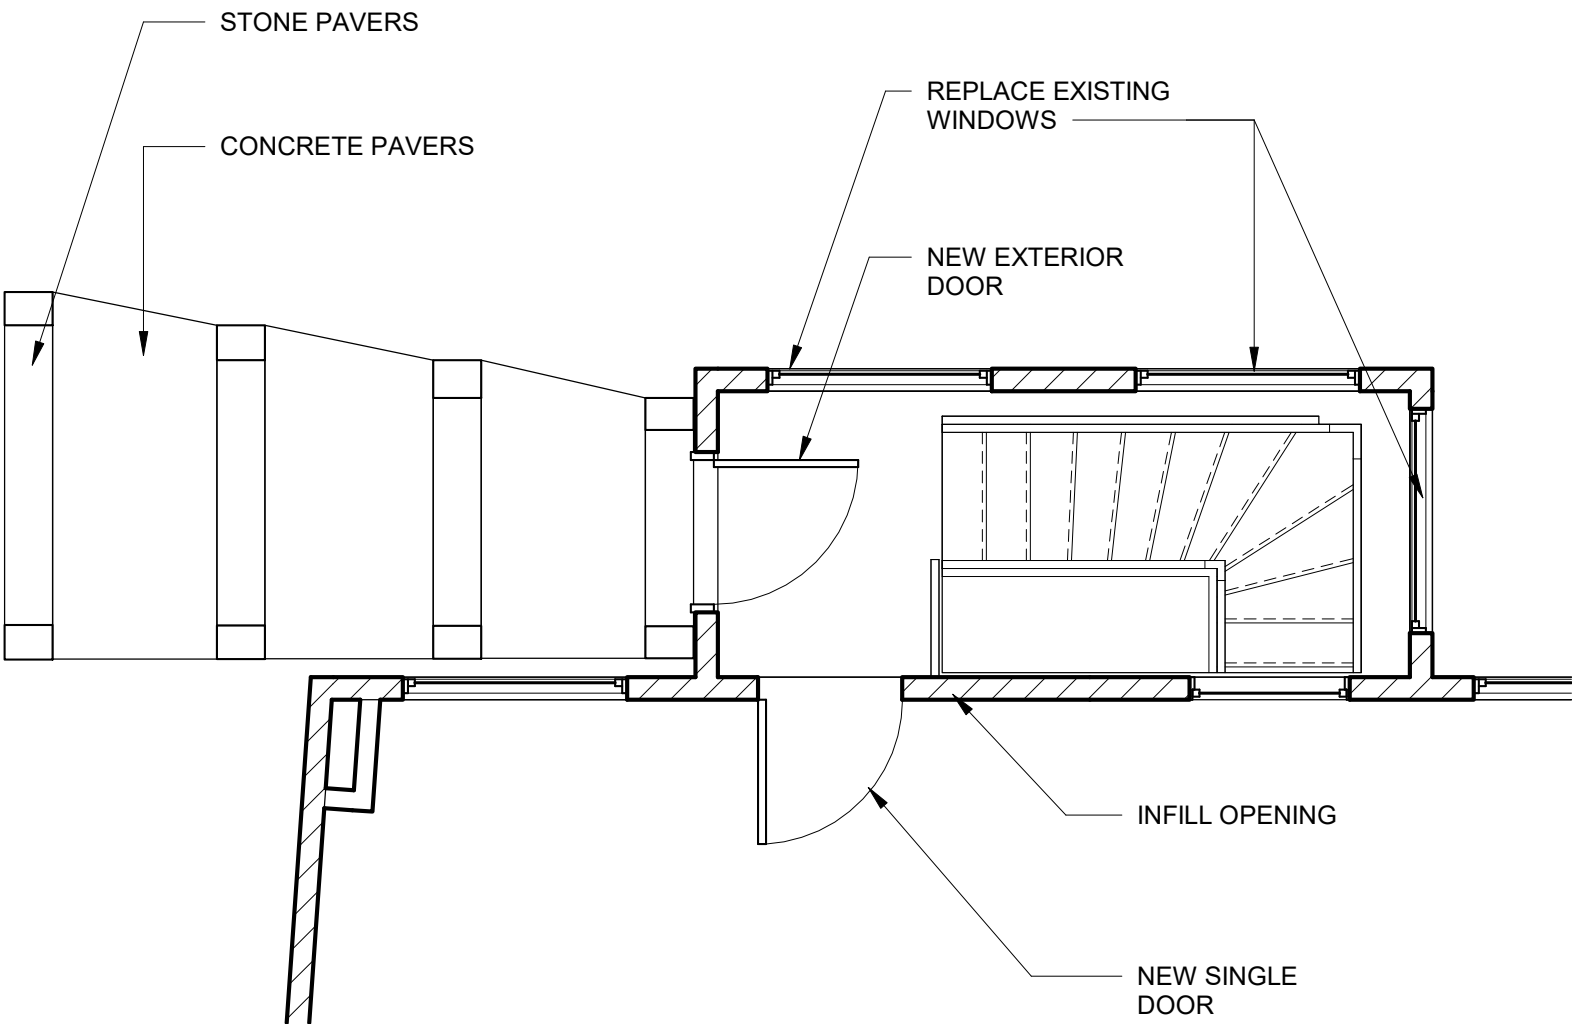 STONE PAVERS
REPLACE EXISTING
WINDOWS
CONCRETE PAVERS
NEW EXTERIOR
DOOR
INFILL OPENING
NEW SINGLE
DOOR